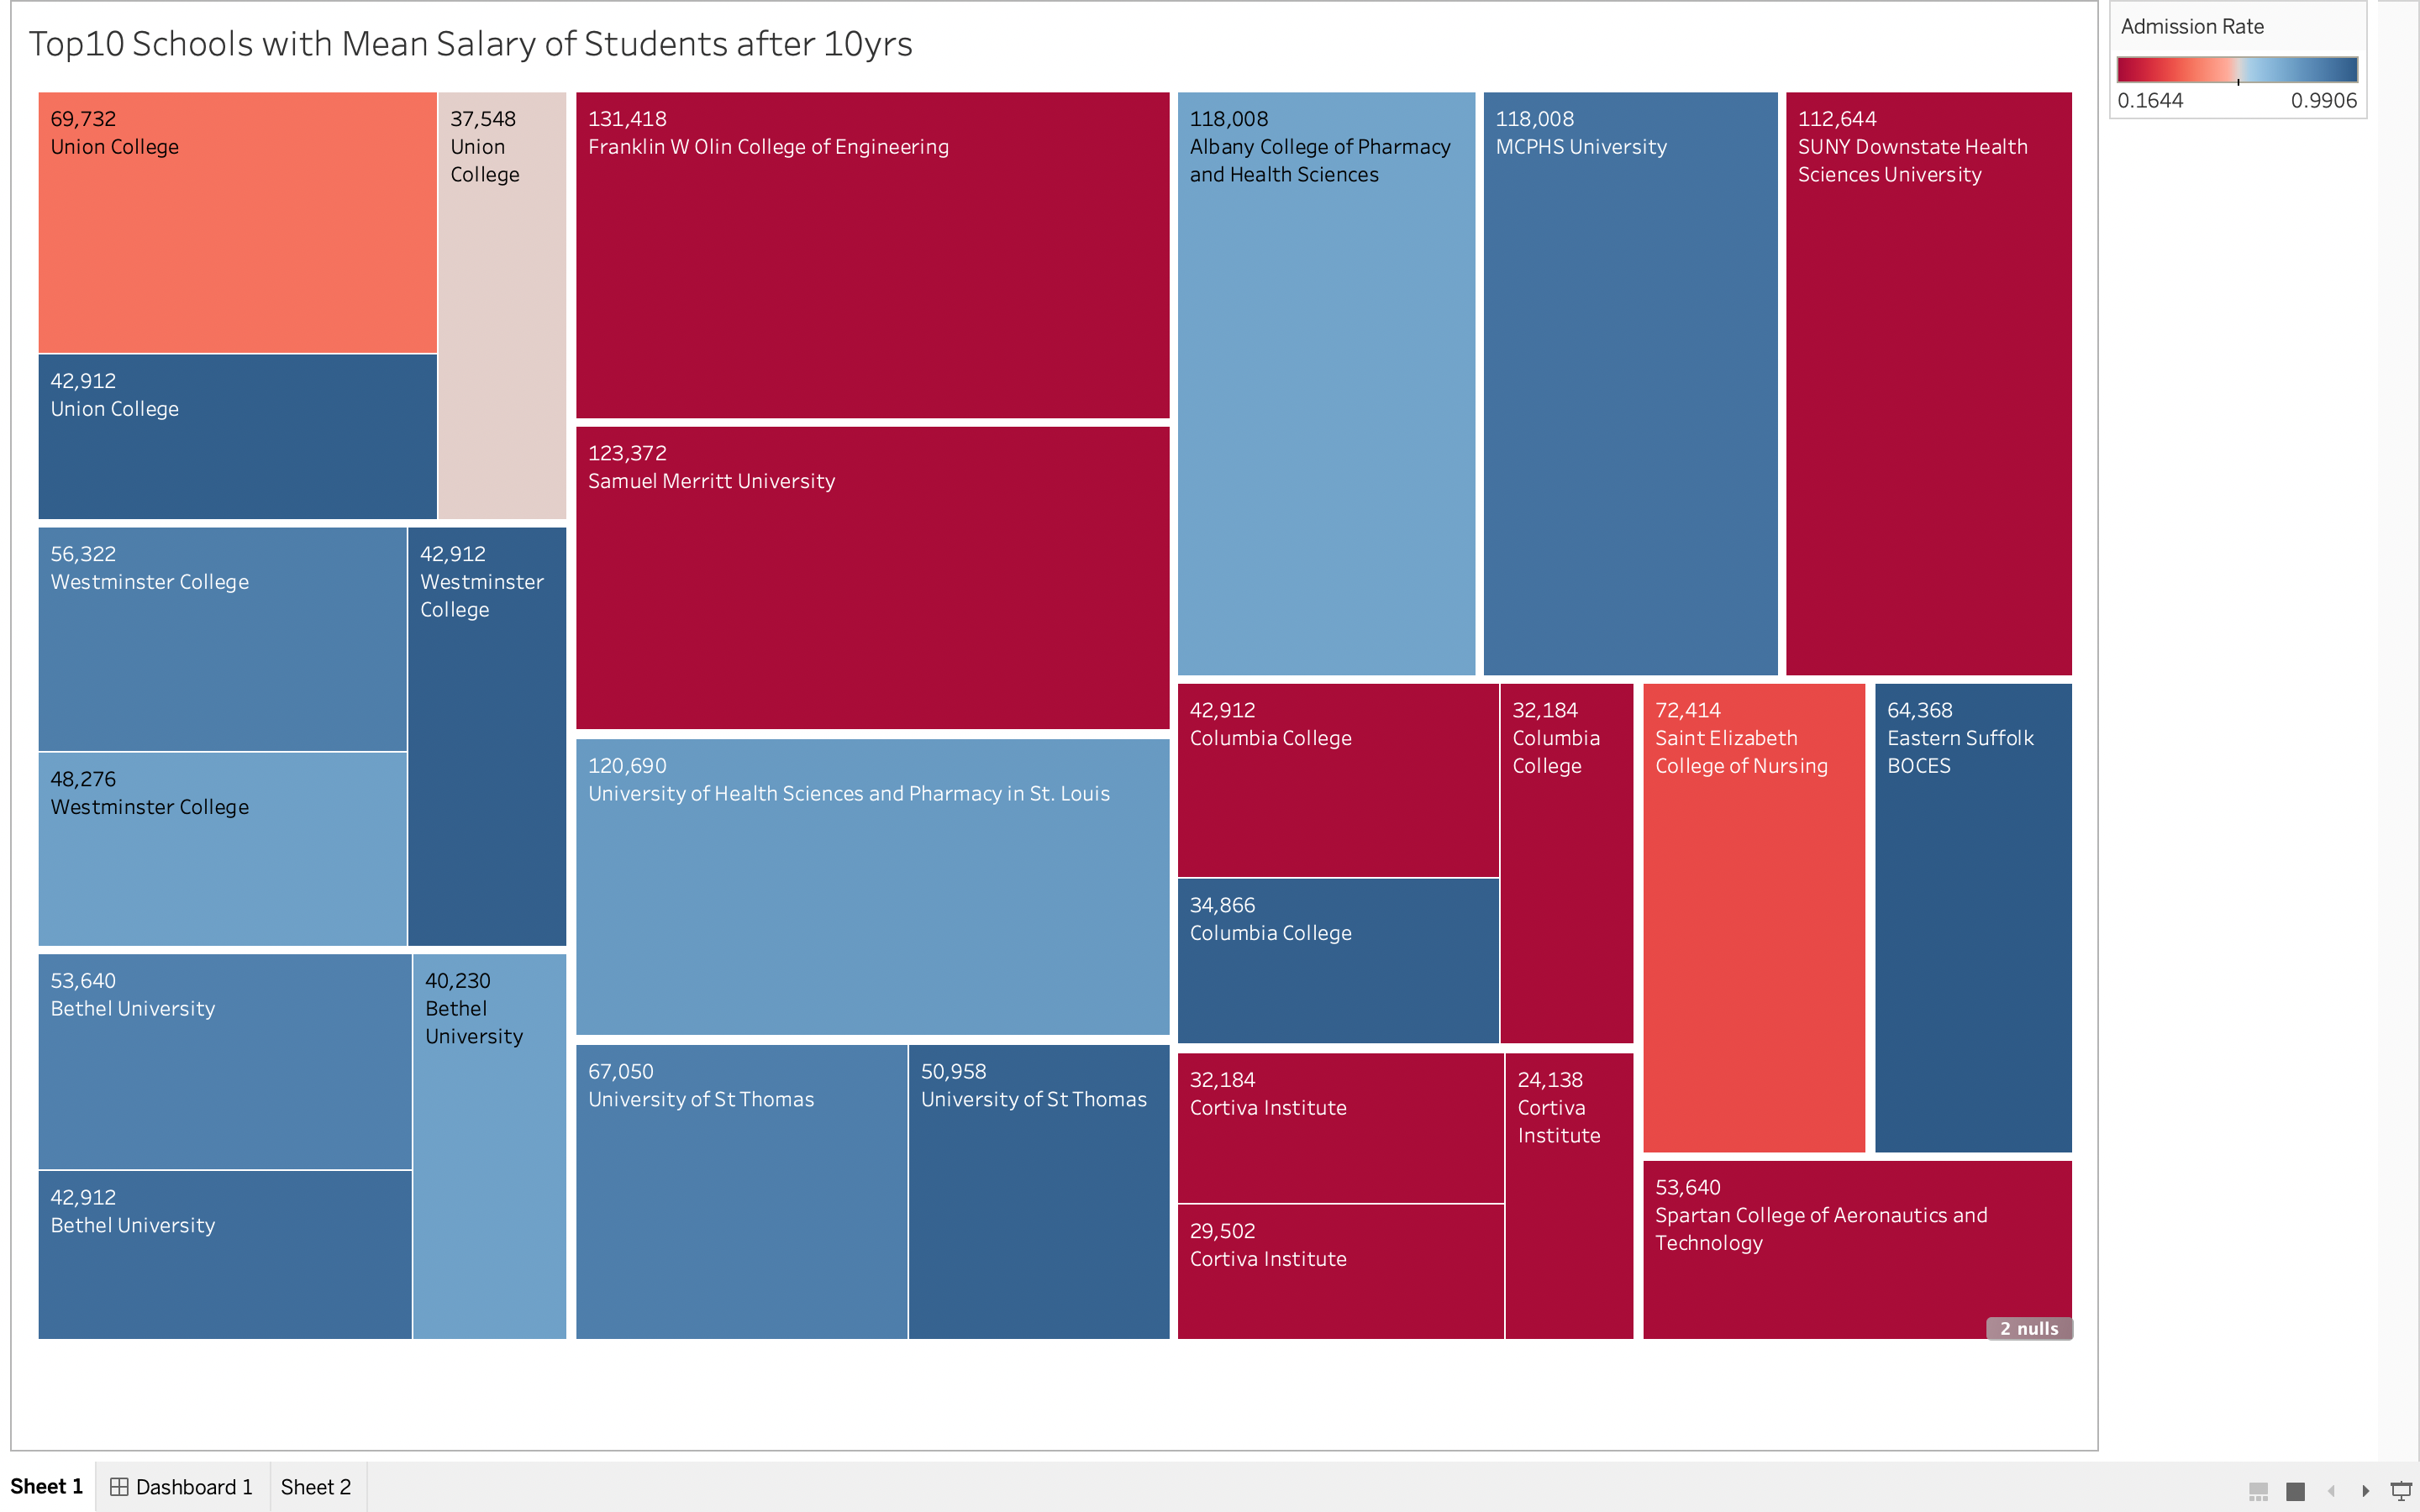 Top10 Schools with Mean Salary of Students after 10yrs
Admission Rate
0.1644 0.9906
69,732
Union College
37,548
Union
College
42,912
Union College
56,322
Westminster College
42,912
Westminster
College
48,276
Westminster College
53,640
Bethel University
40,230
Bethel
University
42,912
Bethel University
131,418
Franklin W Olin College of Engineering
123,372
Samuel Merritt University
120,690
University of Health Sciences and Pharmacy in St. Louis
67,050
University of St Thomas
50,958
University of St Thomas
118,008
Albany College of Pharmacy
and Health Sciences
118,008
MCPHS University
112,644
SUNY Downstate Health
Sciences University
42,912
Columbia College
32,184
Columbia
College
34,866
Columbia College
32,184
Cortiva Institute
24,138
Cortiva
Institute
29,502
Cortiva Institute
72,414
Saint Elizabeth
College of Nursing
64,368
Eastern Suffolk
BOCES
53,640
Spartan College of Aeronautics and
Technology
2 nulls
Sheet 1 Dashboard 1 Sheet 2